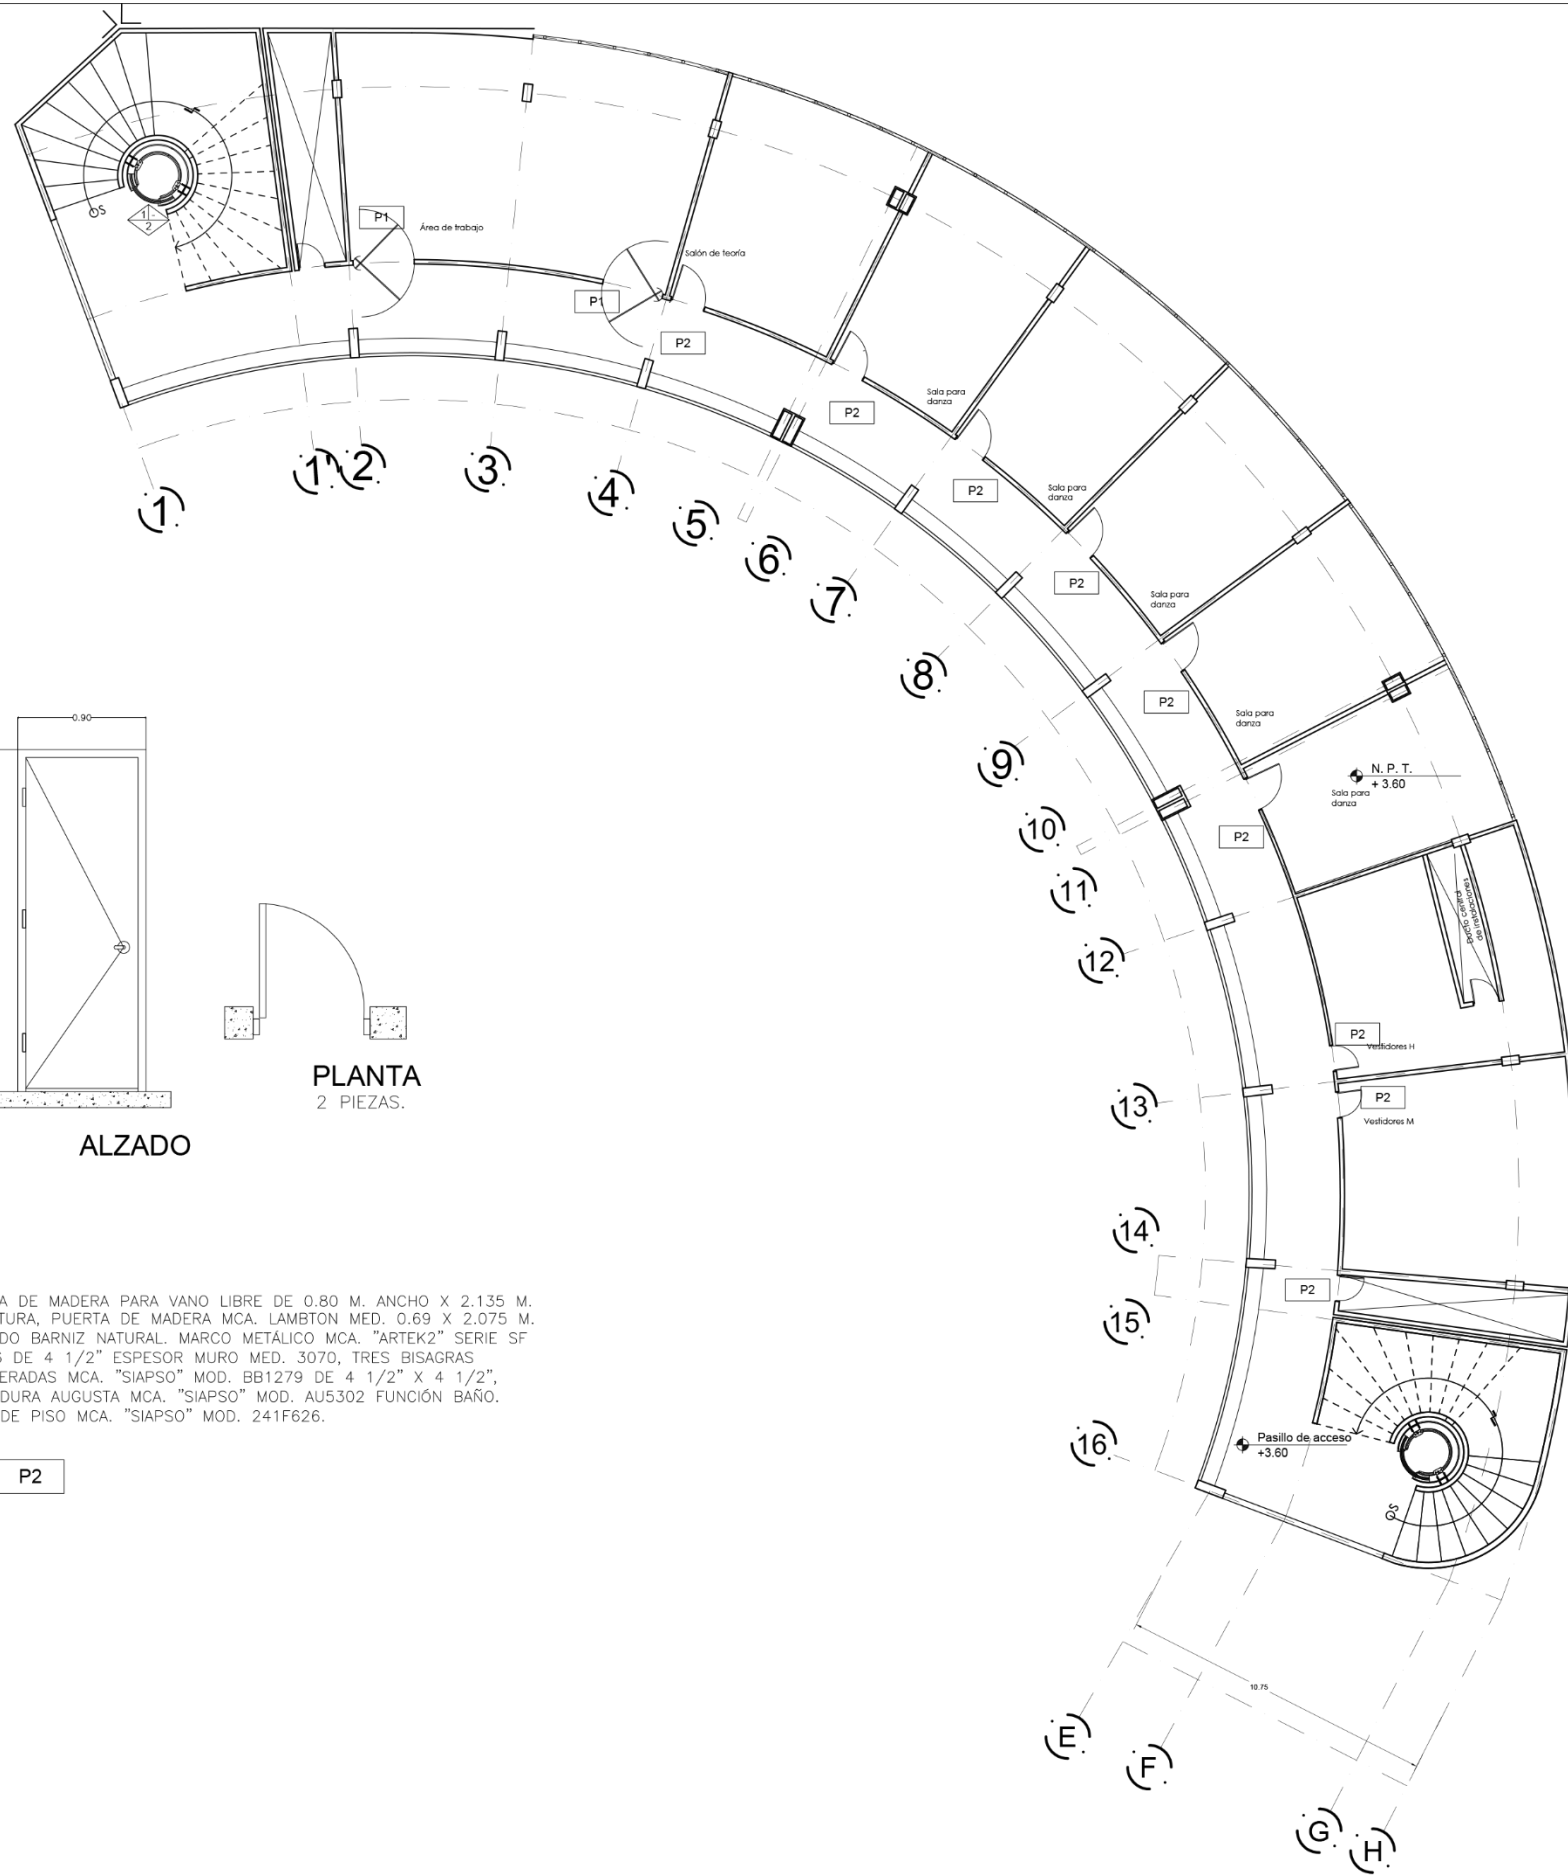 S
1
-
2
P1
Área de trabajo
P1
Salón de teoría
P2
P2
Sala para
danza
P2
Sala para
danza
P2
Sala para
danza
P2
Sala para
danza
P2
N. P. T.
+ 3.60
Sala para
danza
Ducto central
de instalaciones
P2
Vestidores H
P2
Vestidores M
P2
Pasillo de acceso
+3.60
S
1
1'
2
3
4
5
6
7
8
9
10
11
12
13
14
15
16
10.75
E
F
G
H
0.90
PLANTA
2 PIEZAS.
ALZADO
A DE MADERA PARA VANO LIBRE DE 0.80 M. ANCHO X 2.135 M.
TURA, PUERTA DE MADERA MCA. LAMBTON MED. 0.69 X 2.075 M.
DO BARNIZ NATURAL. MARCO METÁLICO MCA. "ARTEK2" SERIE SF
DE 4 1/2" ESPESOR MURO MED. 3070, TRES BISAGRAS
ERADAS MCA. "SIAPSO" MOD. BB1279 DE 4 1/2" X 4 1/2",
DURA AUGUSTA MCA. "SIAPSO" MOD. AU5302 FUNCIÓN BAÑO.
DE PISO MCA. "SIAPSO" MOD. 241F626.
P2